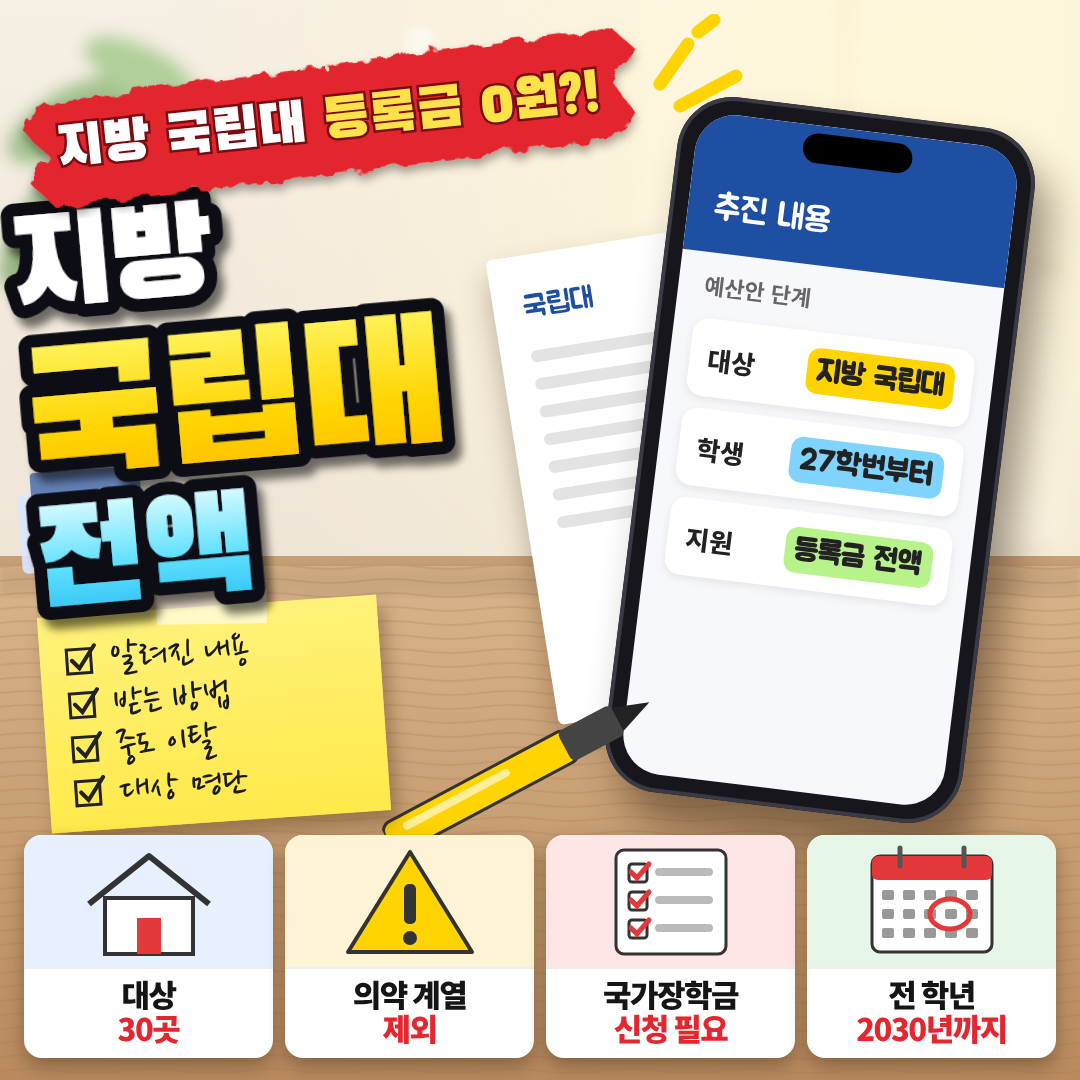 지방 국립대 등록금 0원?!
지방
국립대
전액
국립대
추진 내용
예산안 단계
대상 지방 국립대
학생 27학번부터
지원 등록금 전액
알려진 내용
받는 방법
중도 이탈
대상 명단
대상
30곳
의약 계열
제외
국가장학금
신청 필요
전 학년
2030년까지